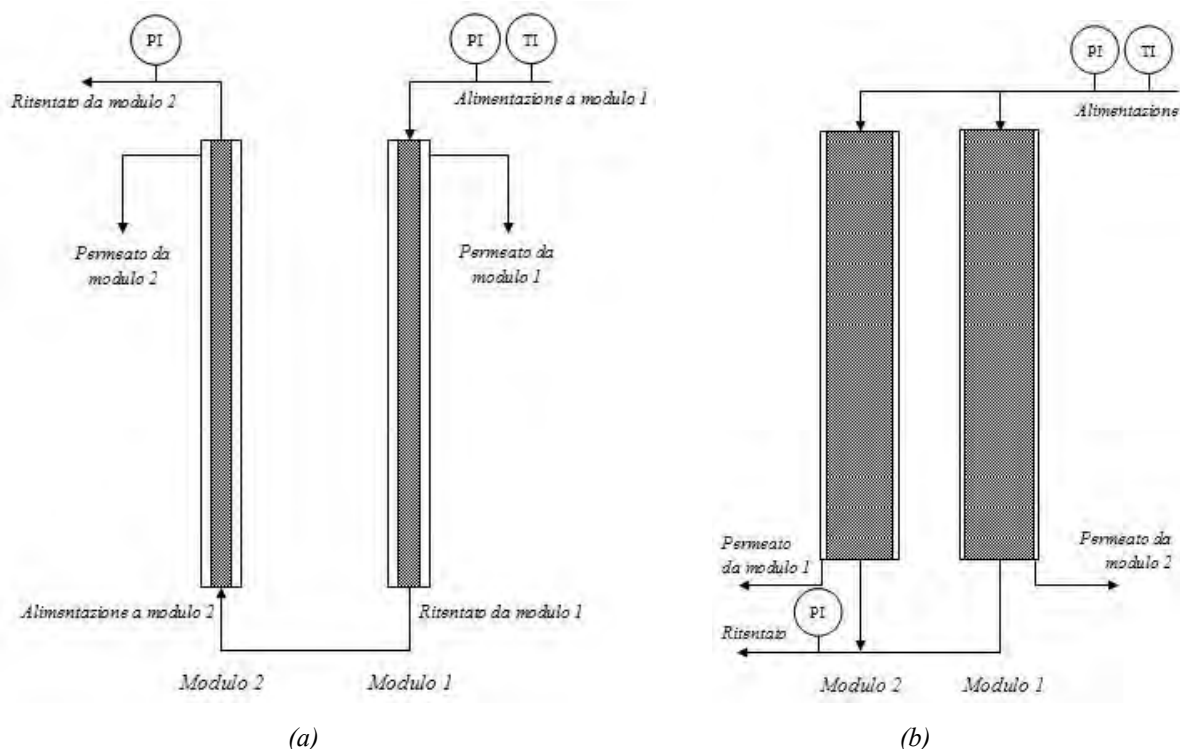 PI
PI
TI
Ritentato da modulo 2
Alimentazione a modulo 1
Permeato da
modulo 2
Permeato da
modulo 1
Alimentazione a modulo 2
Ritentato da modulo 1
Modulo 2
Modulo 1
(a)
PI
TI
Alimentazione
Permeato
da modulo 1
Permeato da
modulo 2
PI
Ritentato
Modulo 2
Modulo 1
(b)